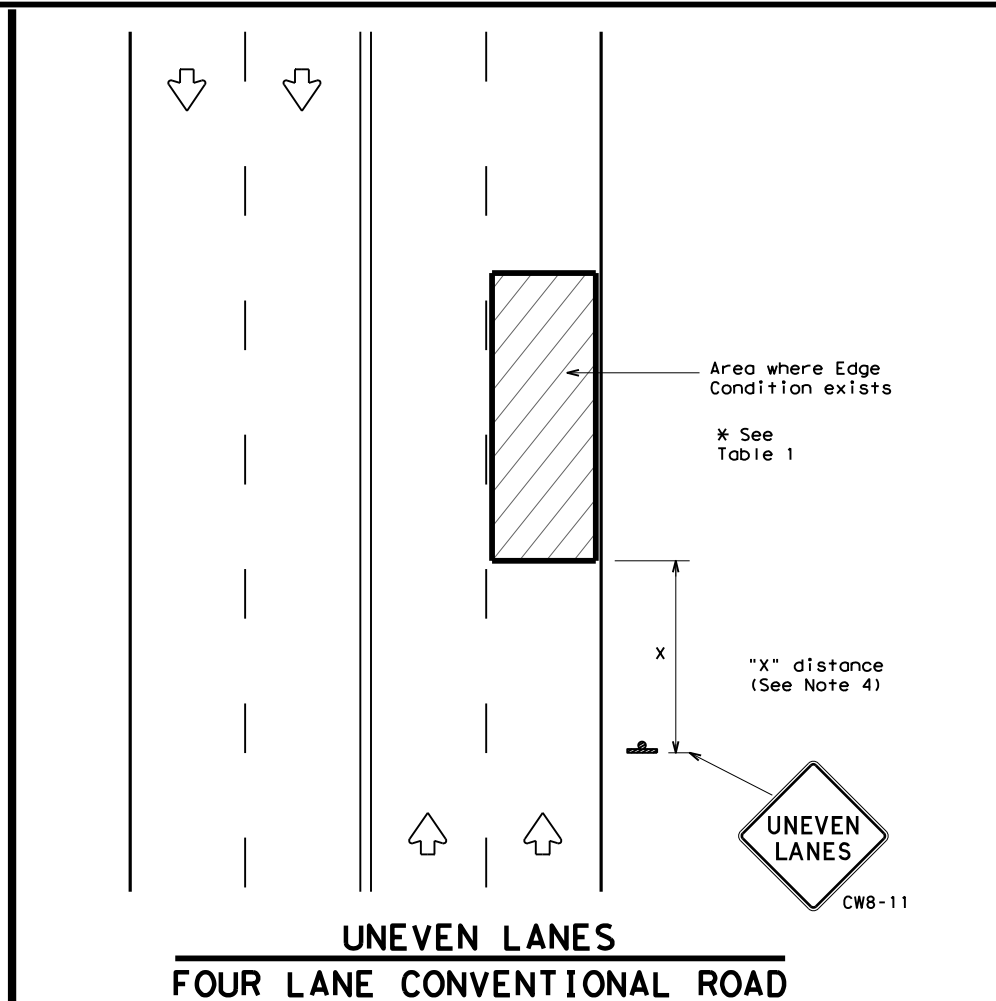 Area where Edge
Condition exists
* See
Table 1
X
"X" distance
(See Note 4)
UNEVEN
LANES
CW8-11
UNEVEN LANES
FOUR LANE CONVENTIONAL ROAD